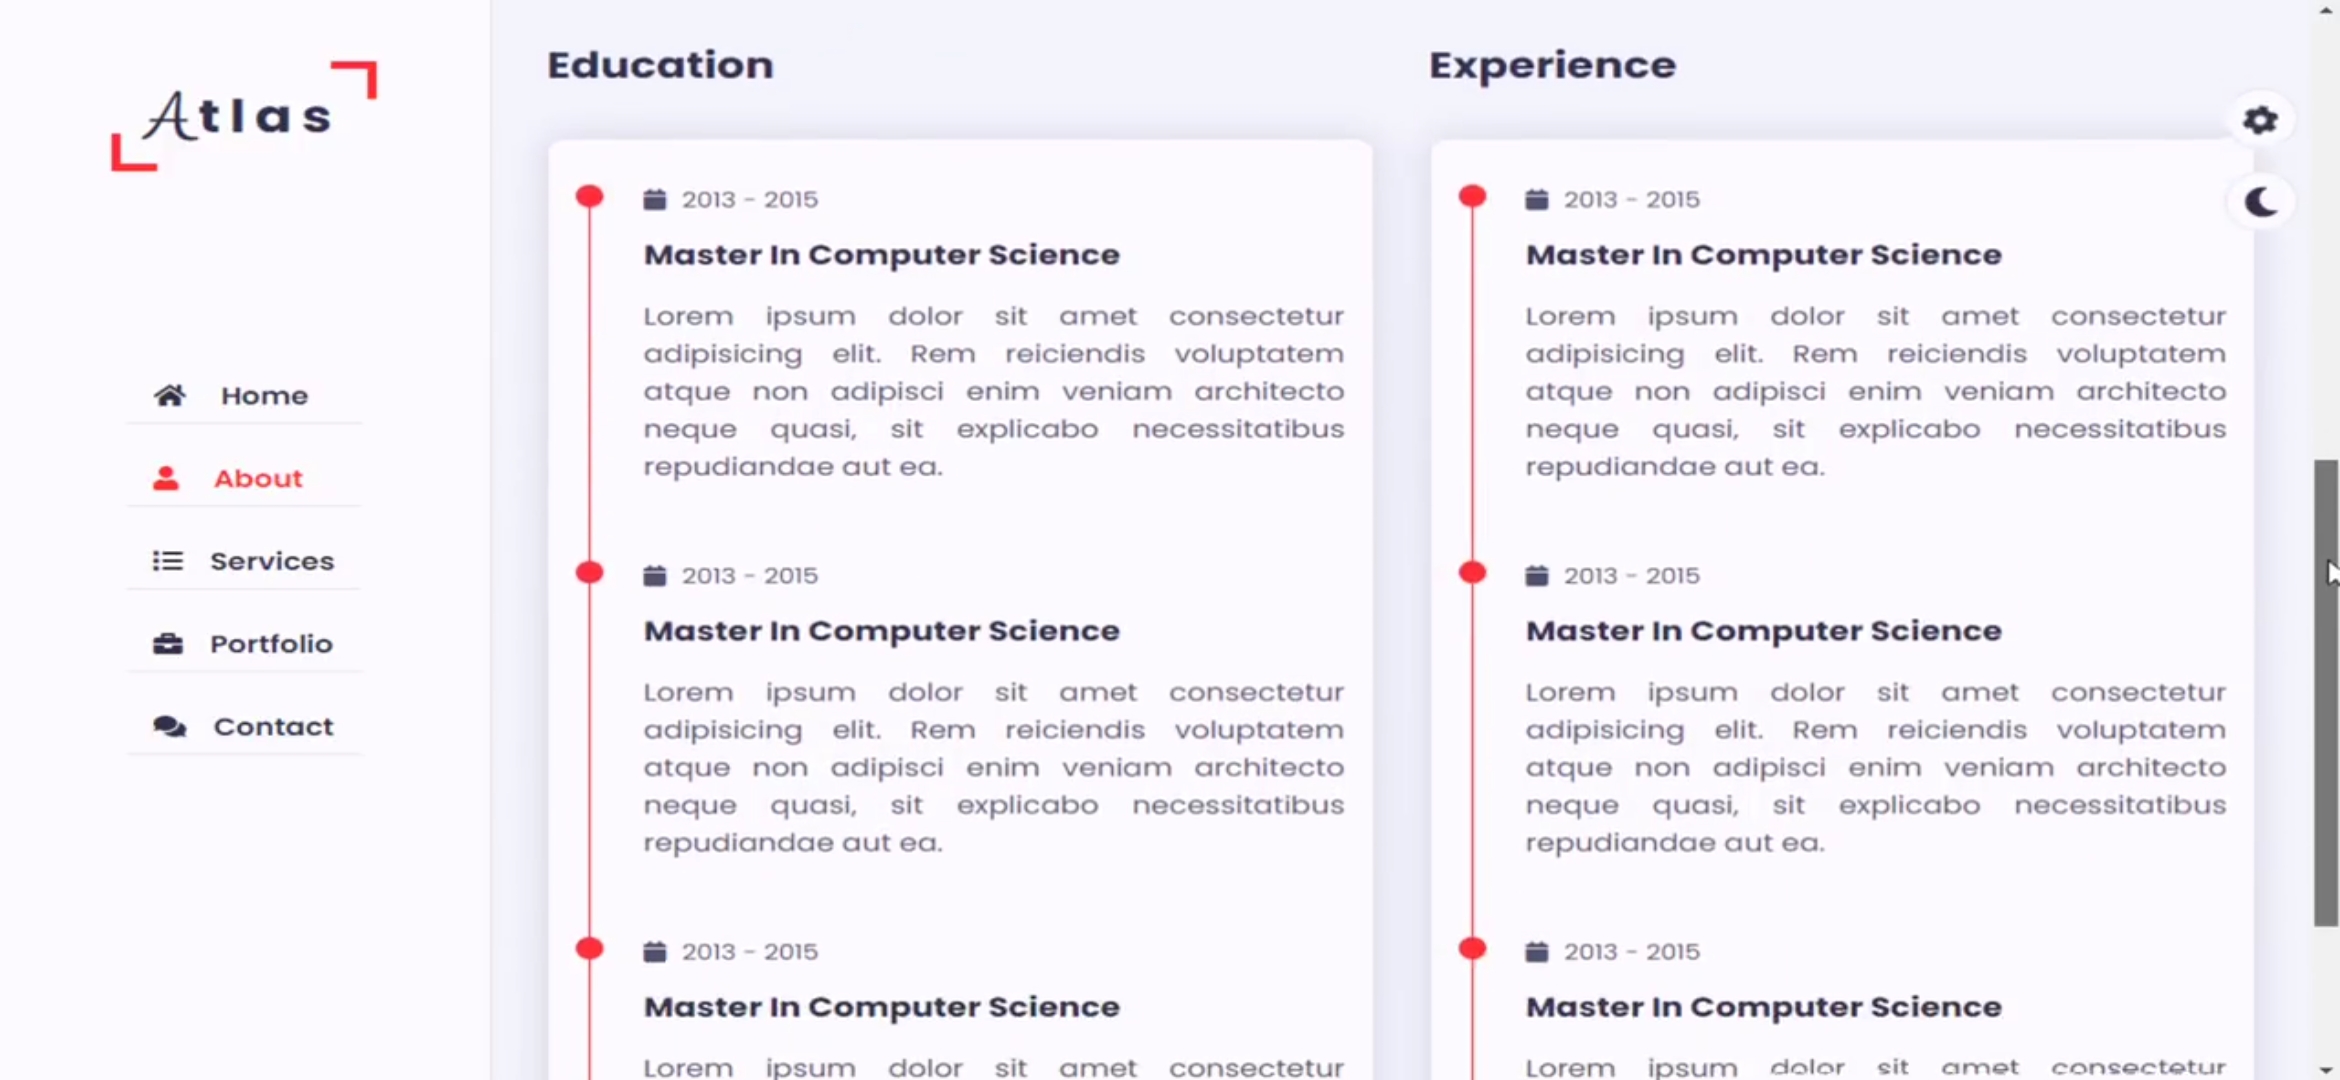 Atlas
Home
About
Services
Portfolio
Contact
Education
2013 - 2015
Master In Computer Science
Lorem ipsum dolor sit amet consectetur
adipisicing elit. Rem reiciendis voluptatem
atque non adipisci enim veniam architecto
neque quasi, sit explicabo necessitatibus
repudiandae aut ea.
2013 - 2015
Master In Computer Science
Lorem ipsum dolor sit amet consectetur
adipisicing elit. Rem reiciendis voluptatem
atque non adipisci enim veniam architecto
neque quasi, sit explicabo necessitatibus
repudiandae aut ea.
2013 - 2015
Master In Computer Science
Lorem ipsum dolor sit amet consectetur
Experience
2013 - 2015
Master In Computer Science
Lorem ipsum dolor sit amet consectetur
adipisicing elit. Rem reiciendis voluptatem
atque non adipisci enim veniam architecto
neque quasi, sit explicabo necessitatibus
repudiandae aut ea.
2013 - 2015
Master In Computer Science
Lorem ipsum dolor sit amet consectetur
adipisicing elit. Rem reiciendis voluptatem
atque non adipisci enim veniam architecto
neque quasi, sit explicabo necessitatibus
repudiandae aut ea.
2013 - 2015
Master In Computer Science
Lorem ipsum dolor sit amet consectetur